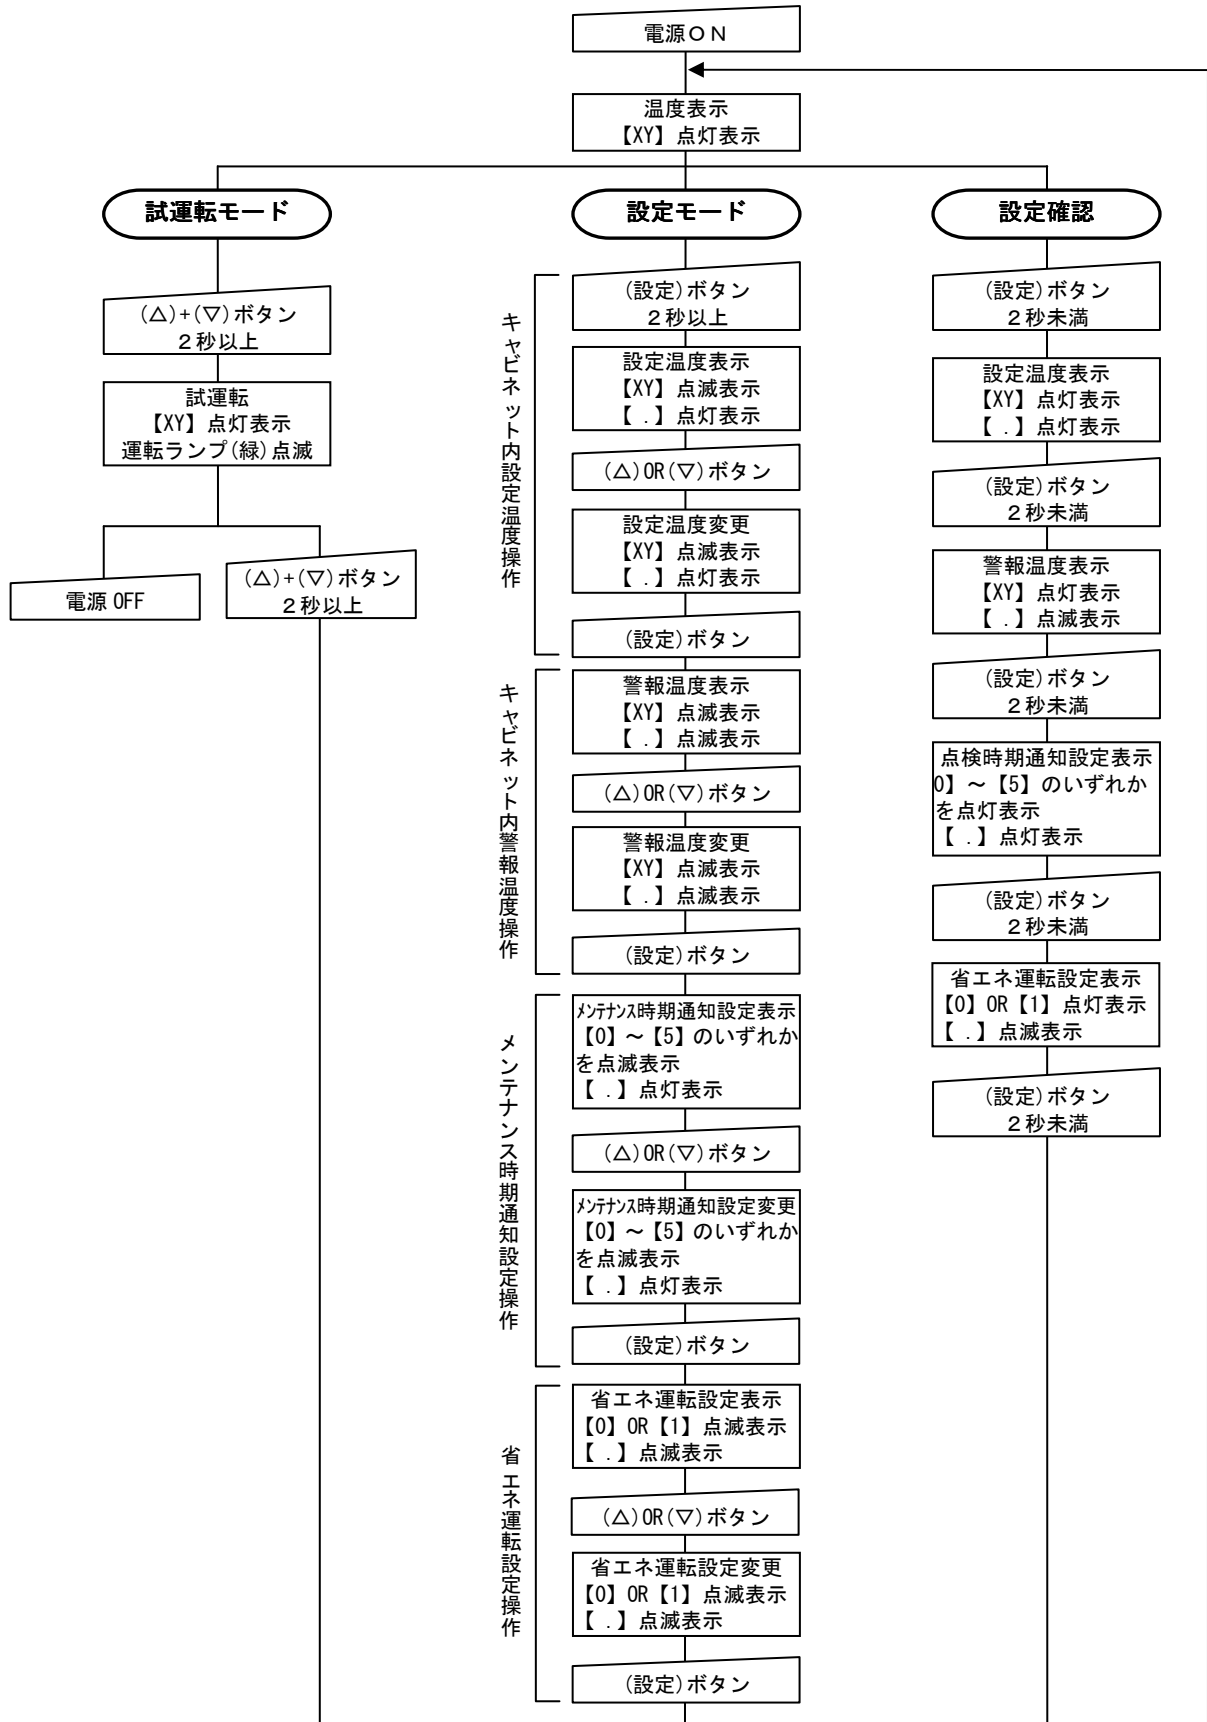 電源ＯＮ
温度表示
【XY】点灯表示
試運転モード
(△)+(▽)ボタン
２秒以上
試運転
【XY】点灯表示
運転ランプ(緑)点滅
電源 OFF
(△)+(▽)ボタン
２秒以上
設定モード
キャビネット内設定温度操作
(設定)ボタン
２秒以上
設定温度表示
【XY】点滅表示
【 .】点灯表示
(△)OR(▽)ボタン
設定温度変更
【XY】点滅表示
【 .】点灯表示
(設定)ボタン
キャビネット内警報温度操作
警報温度表示
【XY】点滅表示
【 .】点滅表示
(△)OR(▽)ボタン
警報温度変更
【XY】点滅表示
【 .】点滅表示
(設定)ボタン
メンテナンス時期通知設定操作
ﾒﾝﾃﾅﾝｽ時期通知設定表示
【0】～【5】のいずれか
を点滅表示
【 .】点灯表示
(△)OR(▽)ボタン
ﾒﾝﾃﾅﾝｽ時期通知設定変更
【0】～【5】のいずれか
を点滅表示
【 .】点灯表示
(設定)ボタン
省エネ運転設定操作
省エネ運転設定表示
【0】OR【1】点滅表示
【 .】点滅表示
(△)OR(▽)ボタン
省エネ運転設定変更
【0】OR【1】点滅表示
【 .】点滅表示
(設定)ボタン
設定確認
(設定)ボタン
２秒未満
設定温度表示
【XY】点灯表示
【 .】点灯表示
(設定)ボタン
２秒未満
警報温度表示
【XY】点灯表示
【 .】点滅表示
(設定)ボタン
２秒未満
点検時期通知設定表示
0】～【5】のいずれか
を点灯表示
【 .】点灯表示
(設定)ボタン
２秒未満
省エネ運転設定表示
【0】OR【1】点灯表示
【 .】点滅表示
(設定)ボタン
２秒未満